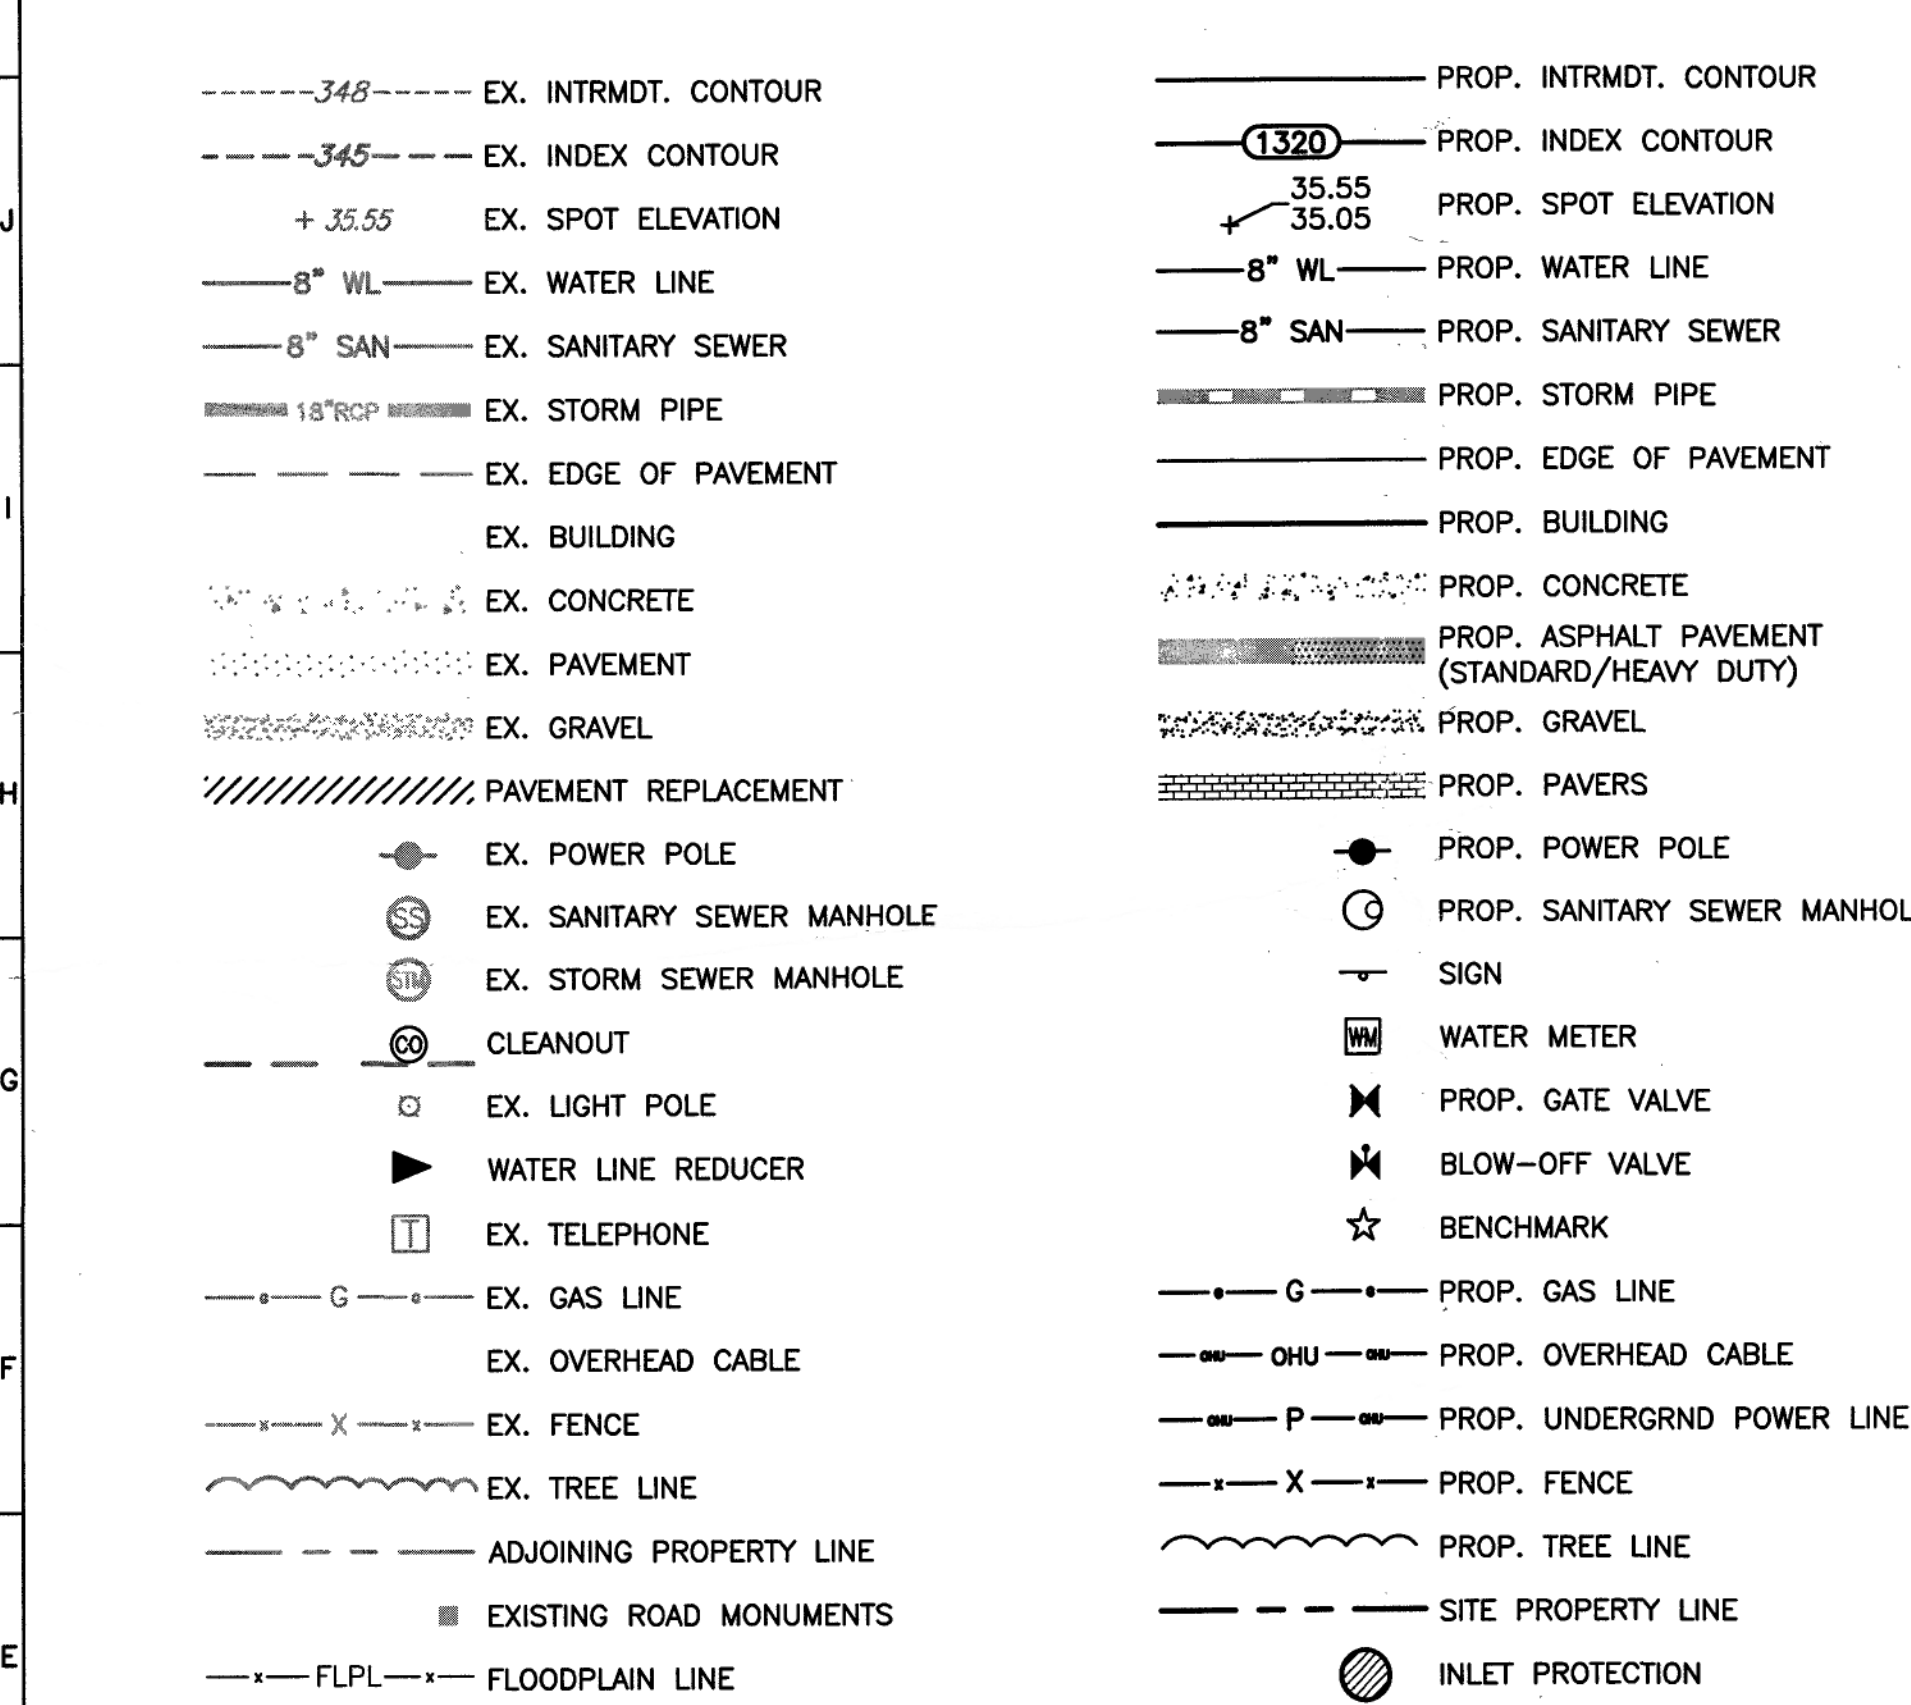 348 EX. INTRMDT. CONTOUR
345 EX. INDEX CONTOUR
+ 35.55 EX. SPOT ELEVATION
8" WL EX. WATER LINE
8" SAN EX. SANITARY SEWER
18"RCP EX. STORM PIPE
EX. EDGE OF PAVEMENT
EX. BUILDING
EX. CONCRETE
EX. PAVEMENT
EX. GRAVEL
PAVEMENT REPLACEMENT
EX. POWER POLE
SS EX. SANITARY SEWER MANHOLE
STM EX. STORM SEWER MANHOLE
CO CLEANOUT
EX. LIGHT POLE
WATER LINE REDUCER
T EX. TELEPHONE
G EX. GAS LINE
EX. OVERHEAD CABLE
x X x EX. FENCE
EX. TREE LINE
ADJOINING PROPERTY LINE
EXISTING ROAD MONUMENTS
x FLPL x FLOODPLAIN LINE
PROP. INTRMDT. CONTOUR
1320 PROP. INDEX CONTOUR
35.55
35.05 PROP. SPOT ELEVATION
8" WL PROP. WATER LINE
8" SAN PROP. SANITARY SEWER
PROP. STORM PIPE
PROP. EDGE OF PAVEMENT
PROP. BUILDING
PROP. CONCRETE
PROP. ASPHALT PAVEMENT
(STANDARD/HEAVY DUTY)
PROP. GRAVEL
PROP. PAVERS
PROP. POWER POLE
PROP. SANITARY SEWER MANHOL
SIGN
WM WATER METER
PROP. GATE VALVE
BLOW-OFF VALVE
BENCHMARK
G PROP. GAS LINE
OHU OHU OHU PROP. OVERHEAD CABLE
OHU P OHU PROP. UNDERGRND POWER LINE
x X x PROP. FENCE
PROP. TREE LINE
SITE PROPERTY LINE
INLET PROTECTION
J
I
H
G
F
E